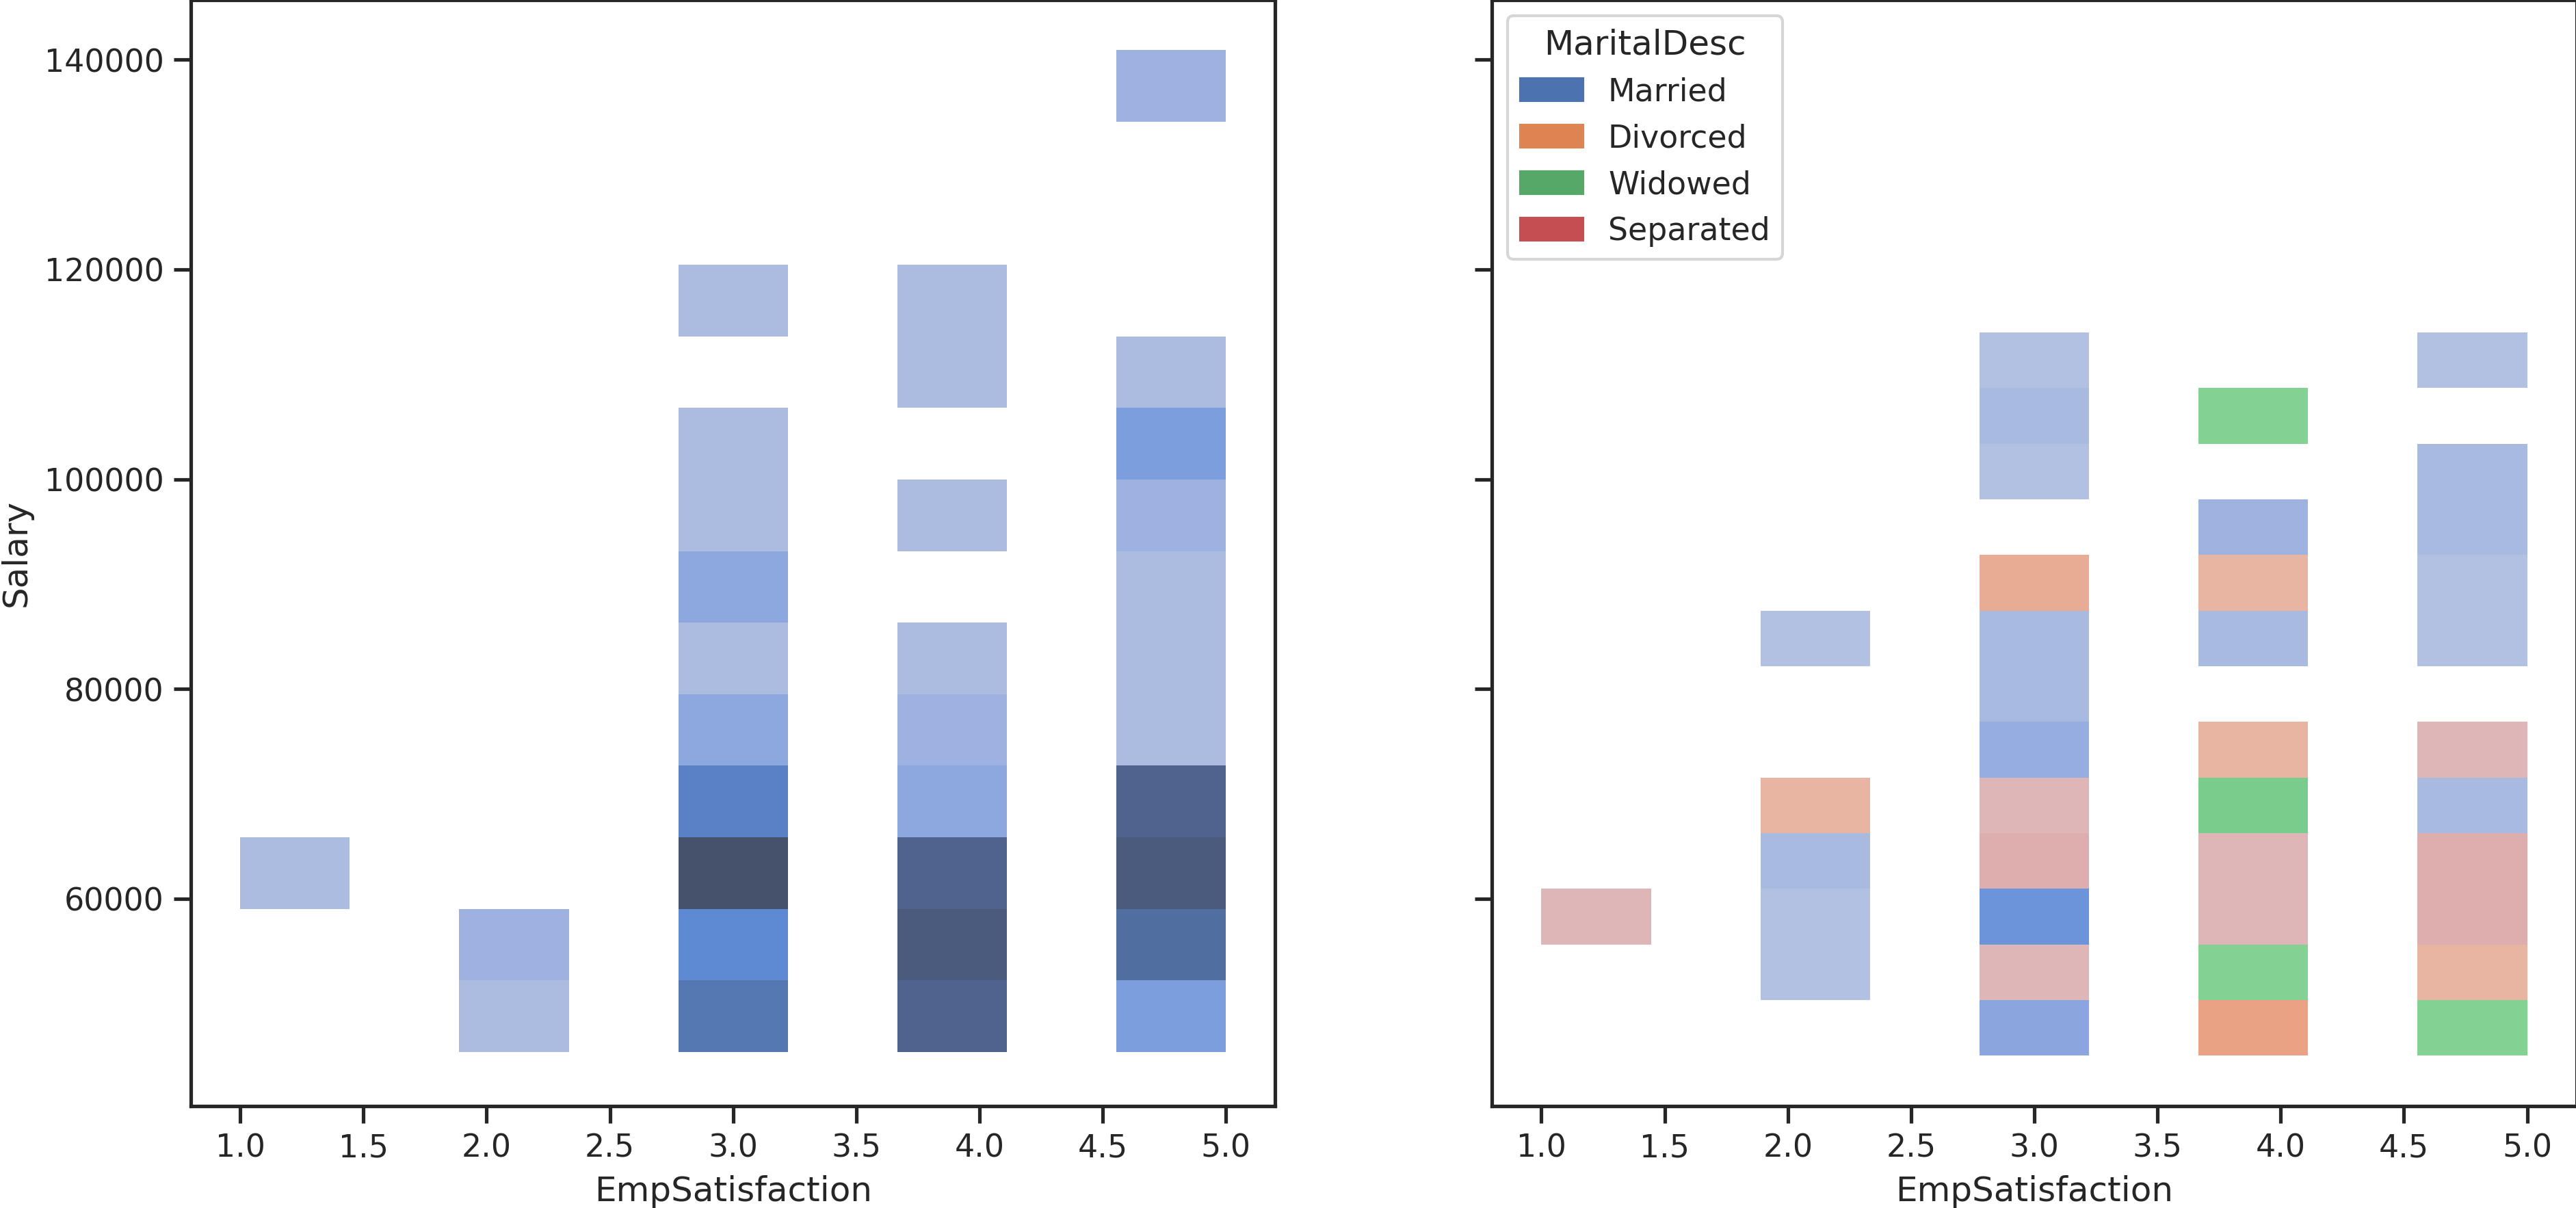 Salary
140000
120000
100000
80000
60000
1.0 1.5 2.0 2.5 3.0 3.5 4.0 4.5 5.0
EmpSatisfaction
MaritalDesc
Married
Divorced
Widowed
Separated
1.0 1.5 2.0 2.5 3.0 3.5 4.0 4.5 5.0
EmpSatisfaction